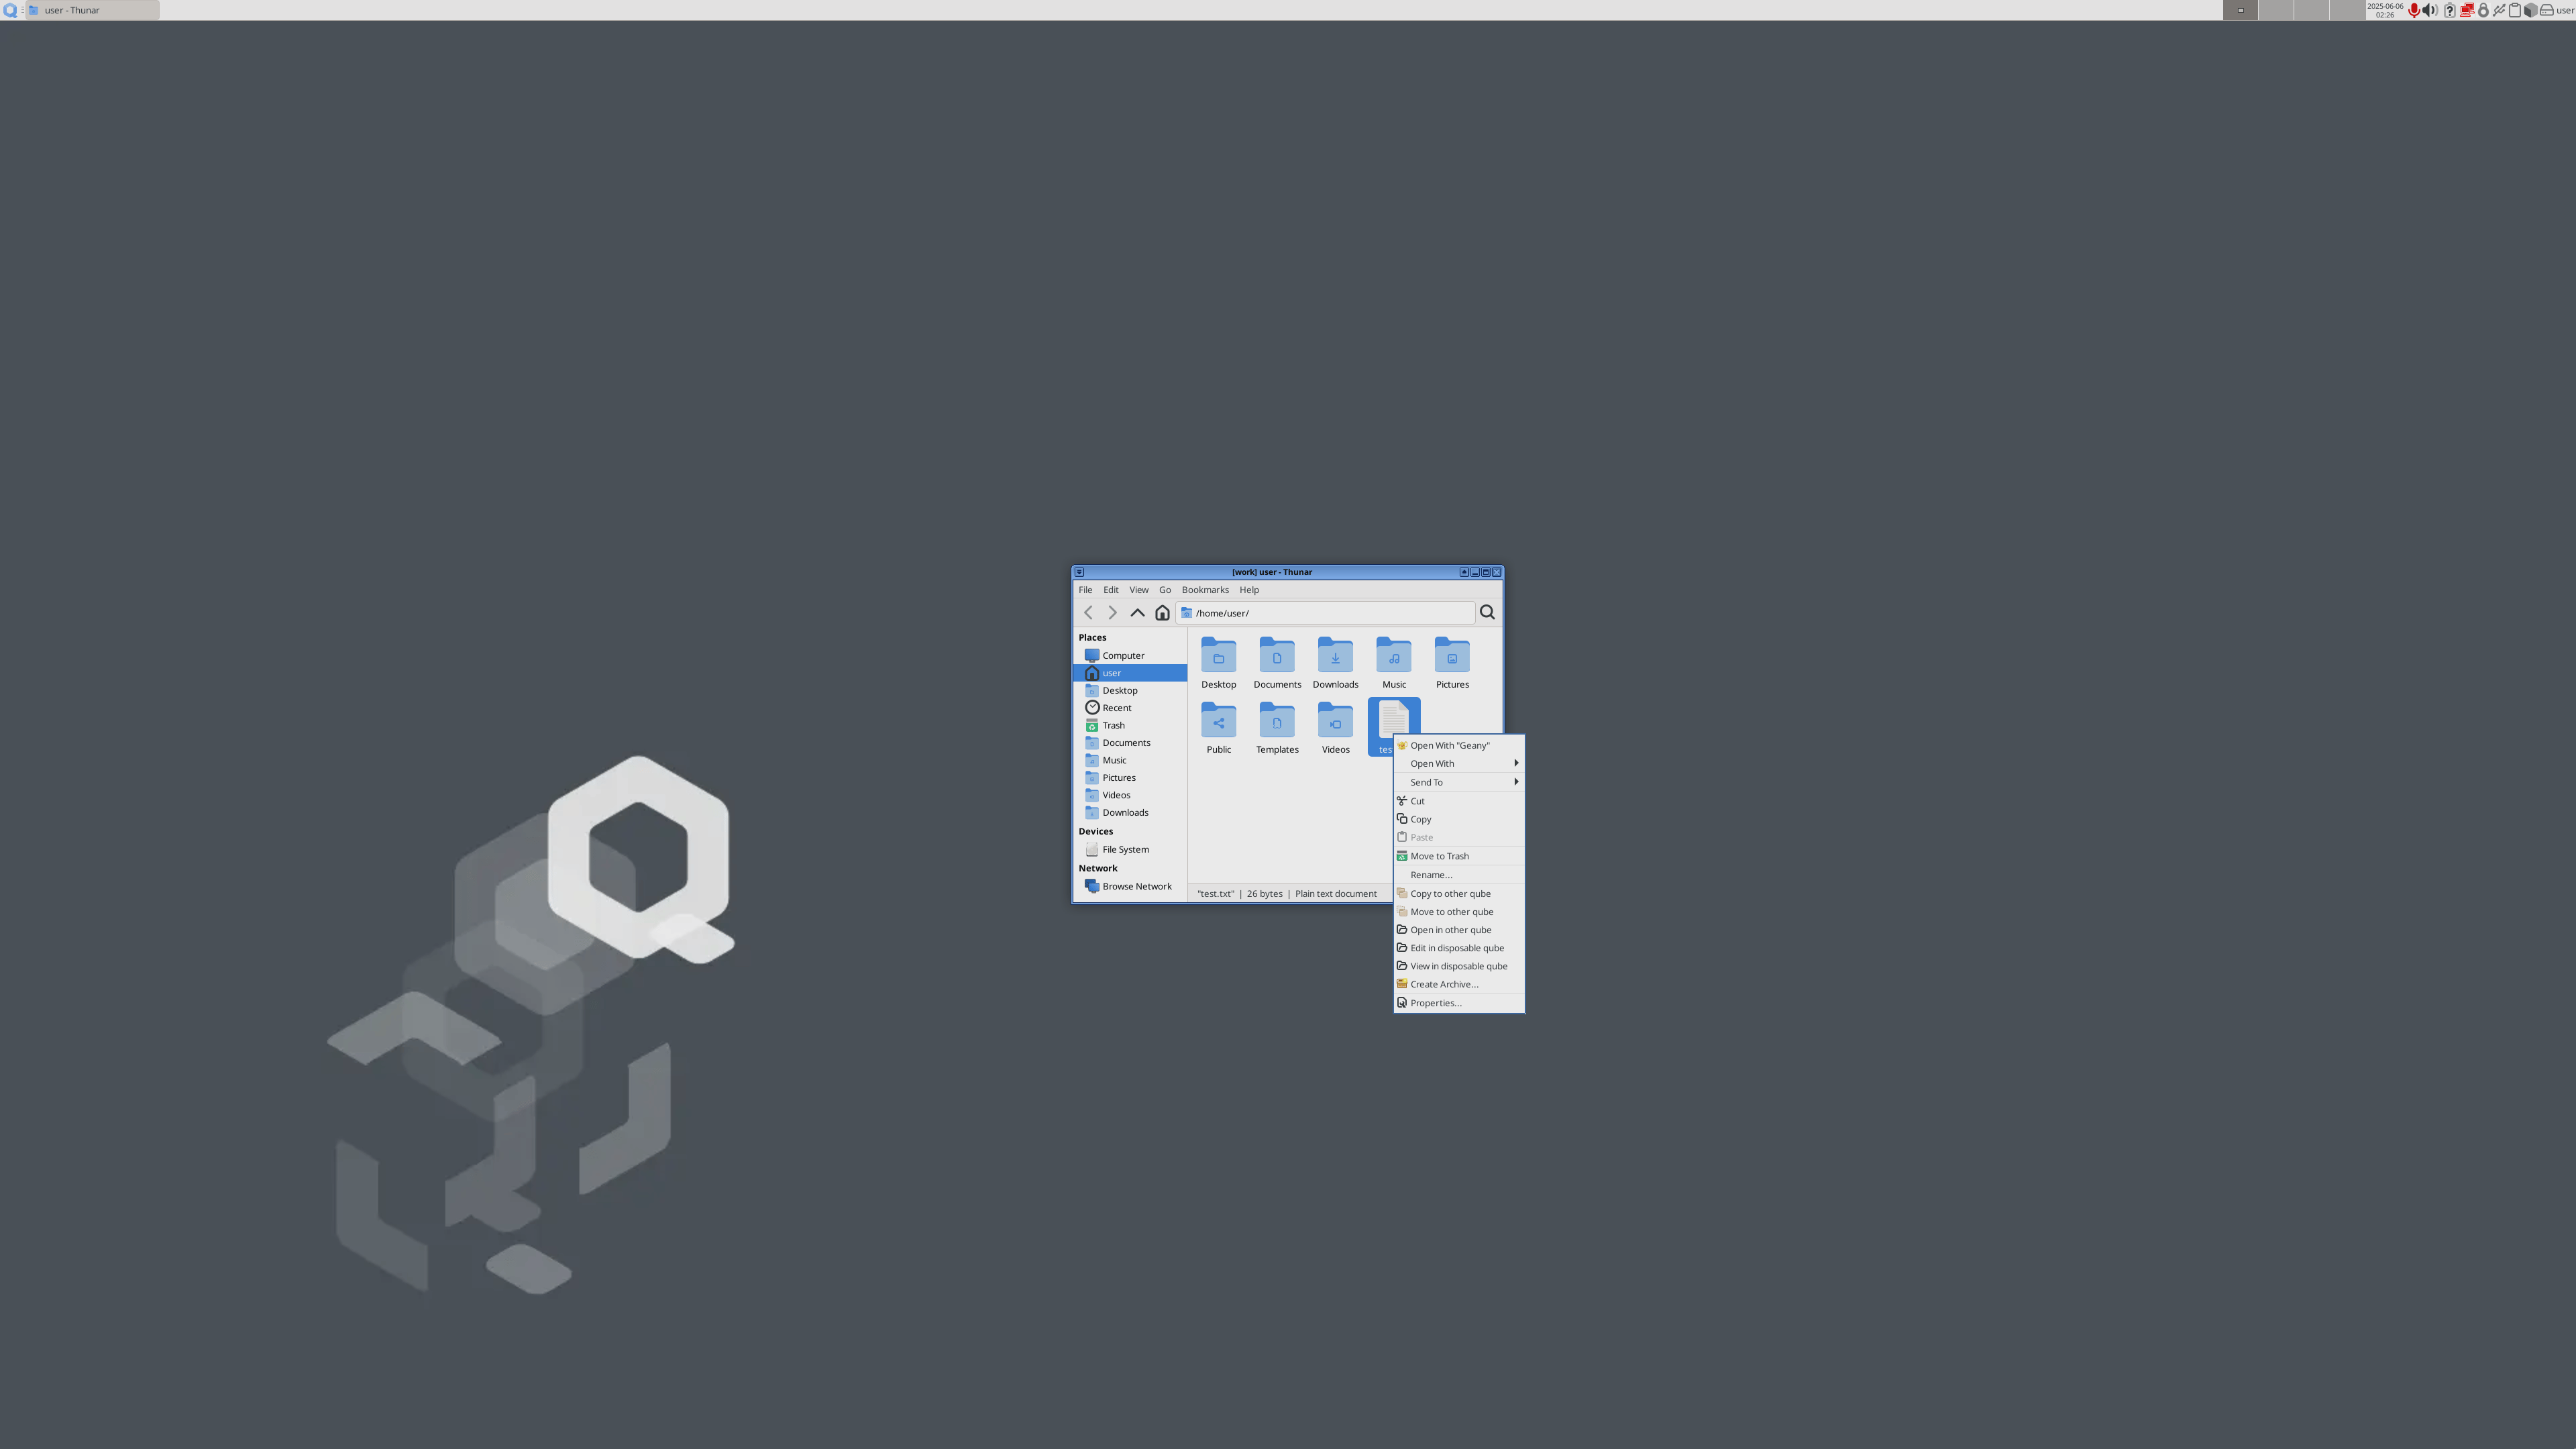 user - Thunar
2025-06-06
02:26
user
[work] user - Thunar
File Edit View Go Bookmarks Help
/home/user/
Places
Computer
user
Desktop
Recent
Trash
Documents
Music
Pictures
Videos
Downloads
Devices
File System
Network
Browse Network
Desktop Documents Downloads Music Pictures
Public Templates Videos tes
"test.txt" | 26 bytes | Plain text document
Open With "Geany"
Open With
Send To
Cut
Copy
Paste
Move to Trash
Rename...
Copy to other qube
Move to other qube
Open in other qube
Edit in disposable qube
View in disposable qube
Create Archive...
Properties...